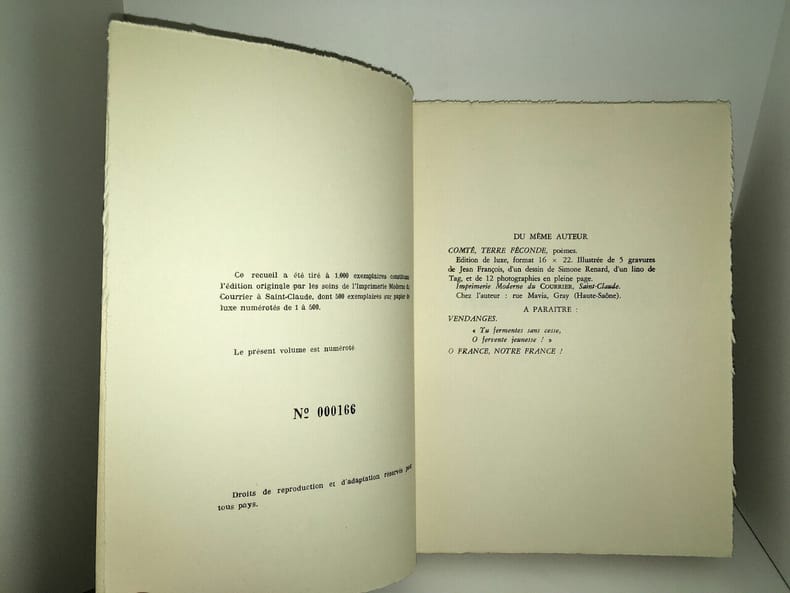 Ce recueil a été tiré à 1.000 exemplaires constituant
l'édition originale par les soins de l'Imprimerie Moderne du
Courrier à Saint-Claude, dont 500 exemplaires sur papier de
luxe numérotés de 1 à 500.
Le présent volume est numéroté
Nº 000166
Droits de reproduction et d'adaptation réservés pour
tous pays.
DU MÊME AUTEUR
COMTÉ, TERRE FÉCONDE, poèmes.
Edition de luxe, format 16 × 22. Illustrée de 5 gravures
de Jean François, d'un dessin de Simone Renard, d'un lino de
Tag, et de 12 photographies en pleine page.
Imprimerie Moderne du COURRIER, Saint-Claude.
Chez l'auteur : rue Mavia, Gray (Haute-Saône).
A PARAITRE :
VENDANGES.
« Tu fermentes sans cesse,
O fervente jeunesse ! »
O FRANCE, NOTRE FRANCE !